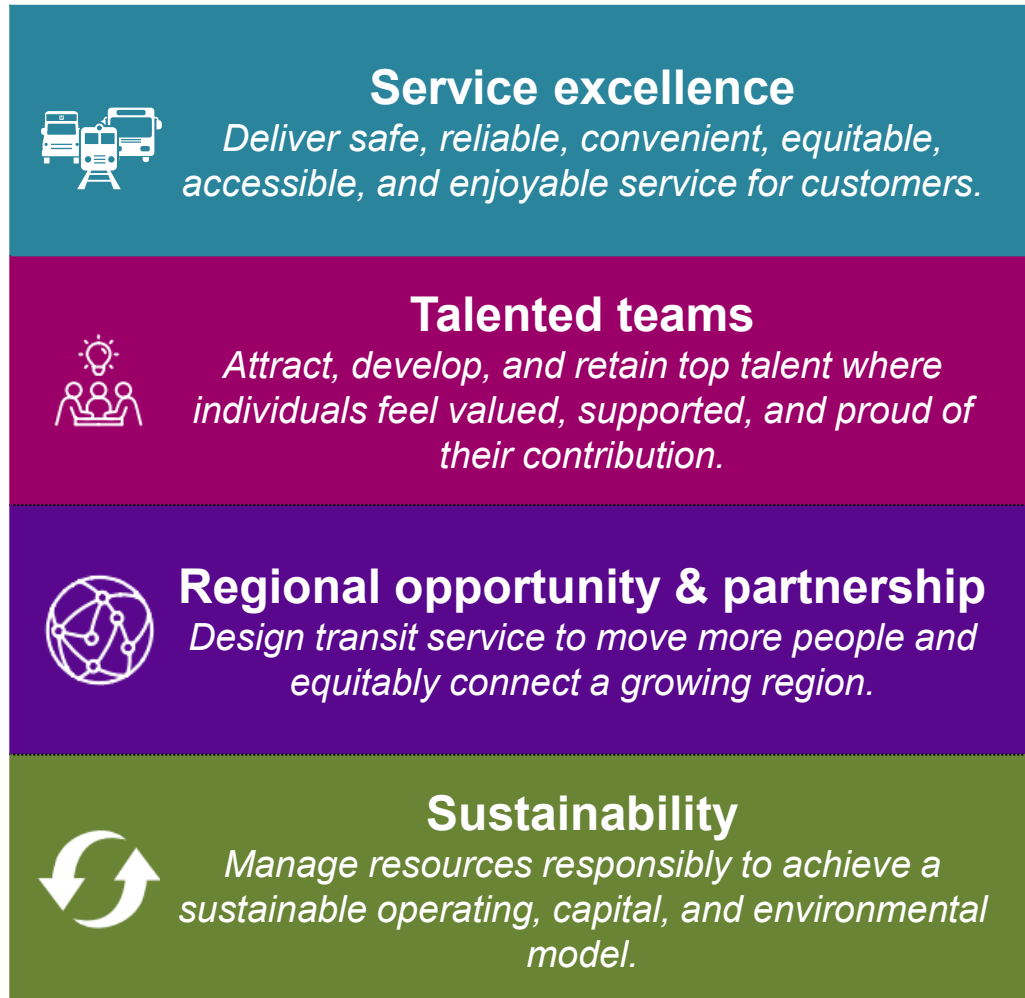 Service excellence
Deliver safe, reliable, convenient, equitable,
accessible, and enjoyable service for customers.
Talented teams
Attract, develop, and retain top talent where
individuals feel valued, supported, and proud of
their contribution.
Regional opportunity & partnership
Design transit service to move more people and
equitably connect a growing region.
Sustainability
Manage resources responsibly to achieve a
sustainable operating, capital, and environmental
model.